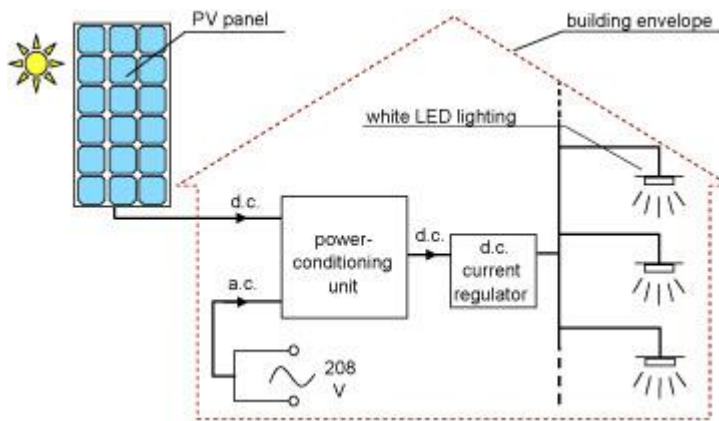 PV panel
building envelope
white LED lighting
d.c.
power-
conditioning
unit
d.c.
d.c.
current
regulator
a.c.
208
V